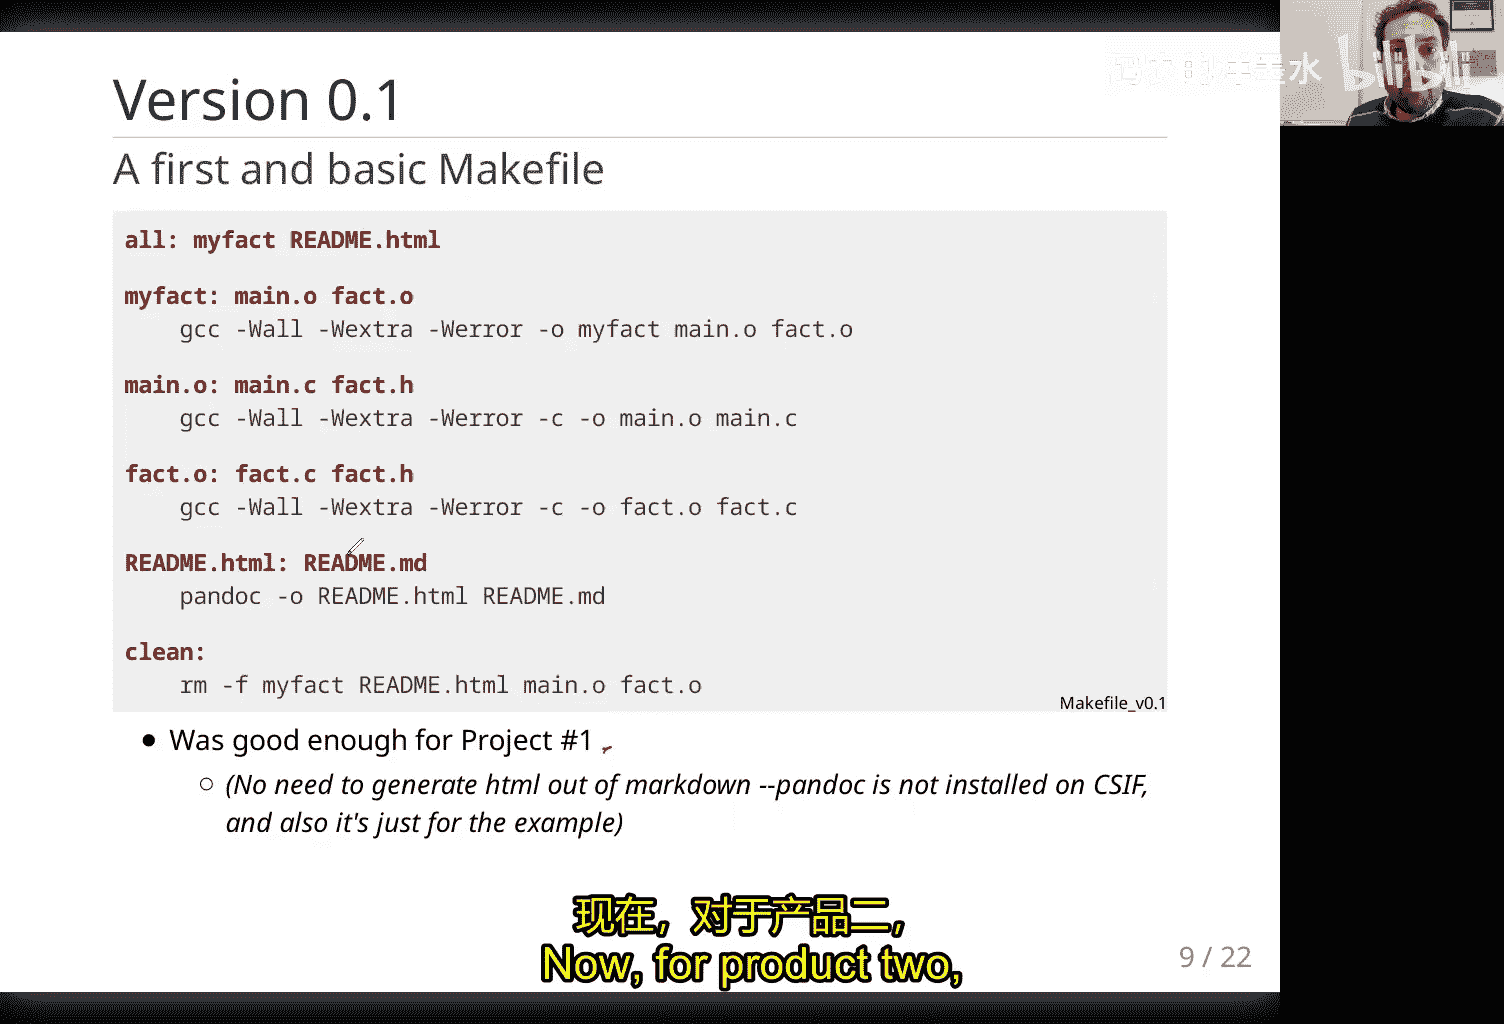 bilibili
Version 0.1
A first and basic Makefile
all: myfact README.html
myfact: main.o fact.o
gcc -Wall -Wextra -Werror -o myfact main.o fact.o
main.o: main.c fact.h
gcc -Wall -Wextra -Werror -c -o main.o main.c
fact.o: fact.c fact.h
gcc -Wall -Wextra -Werror -c -o fact.o fact.c
README.html: README.md
pandoc -o README.html README.md
clean:
rm -f myfact README.html main.o fact.o
Makefile_v0.1
• Was good enough for Project #1
○ (No need to generate html out of markdown --pandoc is not installed on CSIF,
and also it's just for the example)
现在，对于产品二，
Now, for product two,
9 / 22